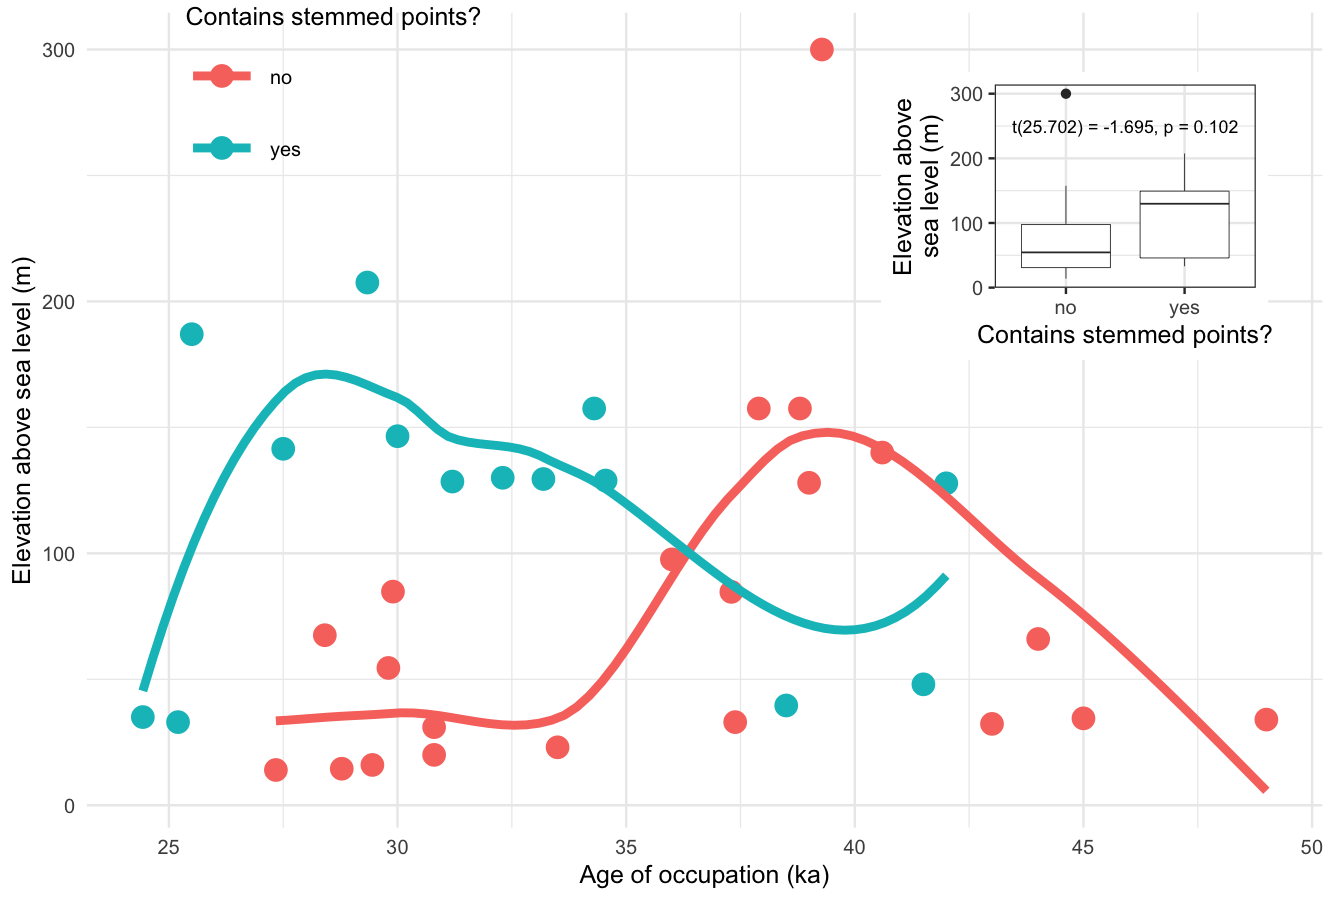 Contains stemmed points?
no
yes
Elevation above sea level (m)
300
200
100
0
25
30
35
40
45
50
Age of occupation (ka)
Elevation above
sea level (m)
300
200
100
0
t(25.702) = -1.695, p = 0.102
no
yes
Contains stemmed points?